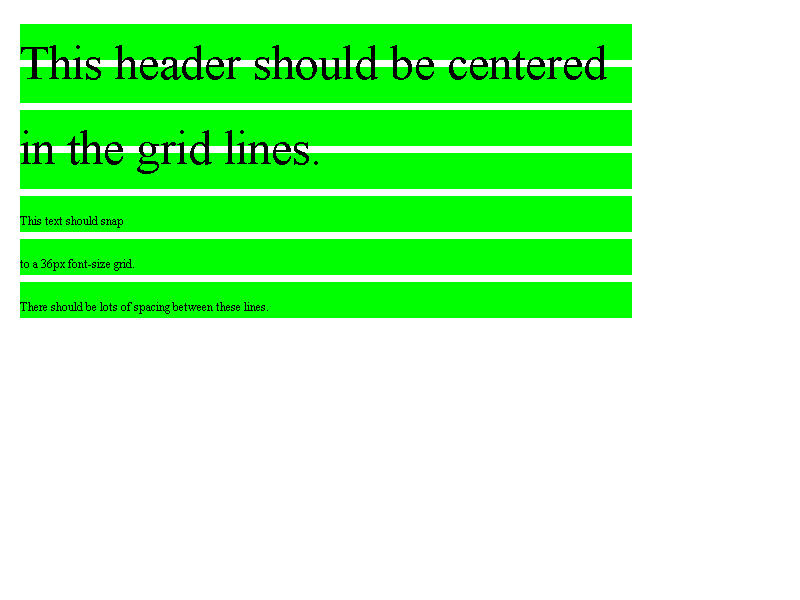 This header should be centered
in the grid lines.
This text should snap
to a 36px font-size grid.
There should be lots of spacing between these lines.